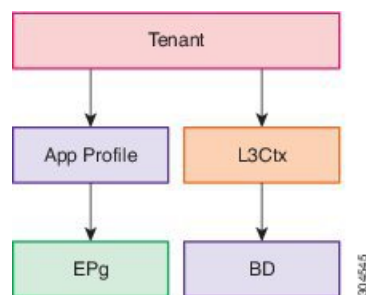 Tenant
App Profile
L3Ctx
EPg
BD
304545